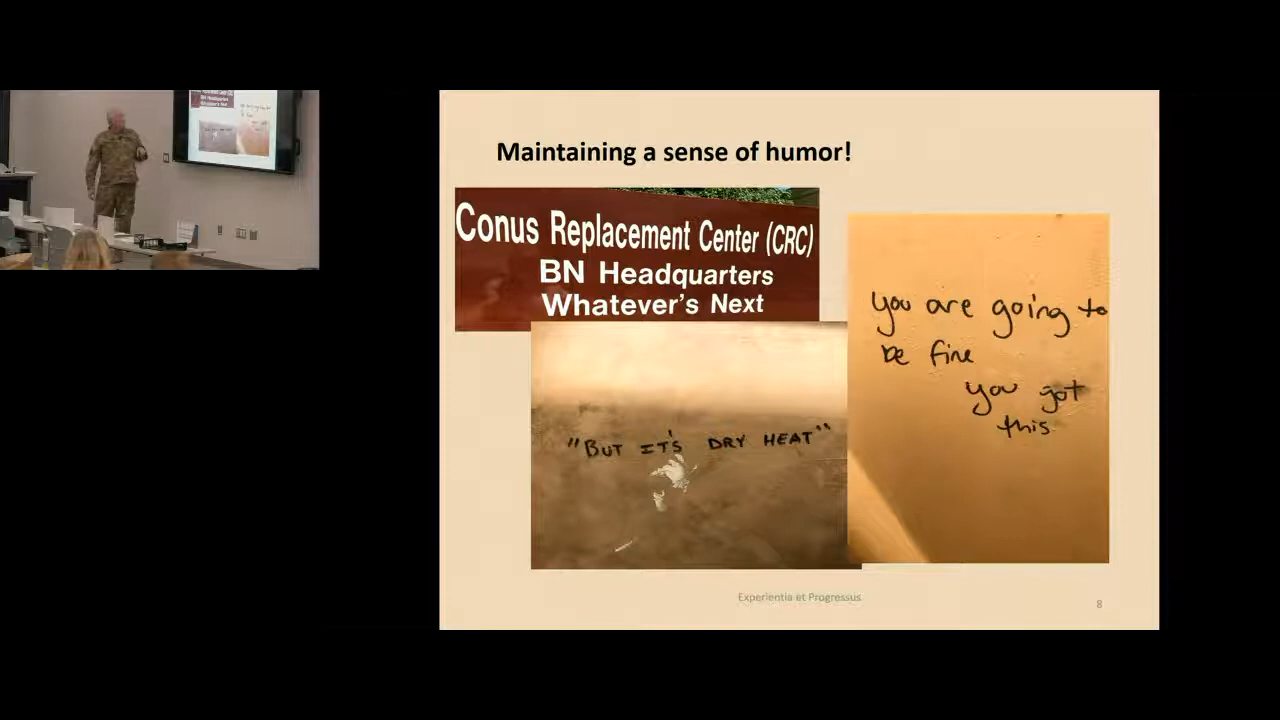 Maintaining a sense of humor!
Conus Replacement Center (CRC)
BN Headquarters
Whatever's Next
"BUT IT'S DRY HEAT"
you are going to
be fine
you got
this
Experientia et Progressus
8